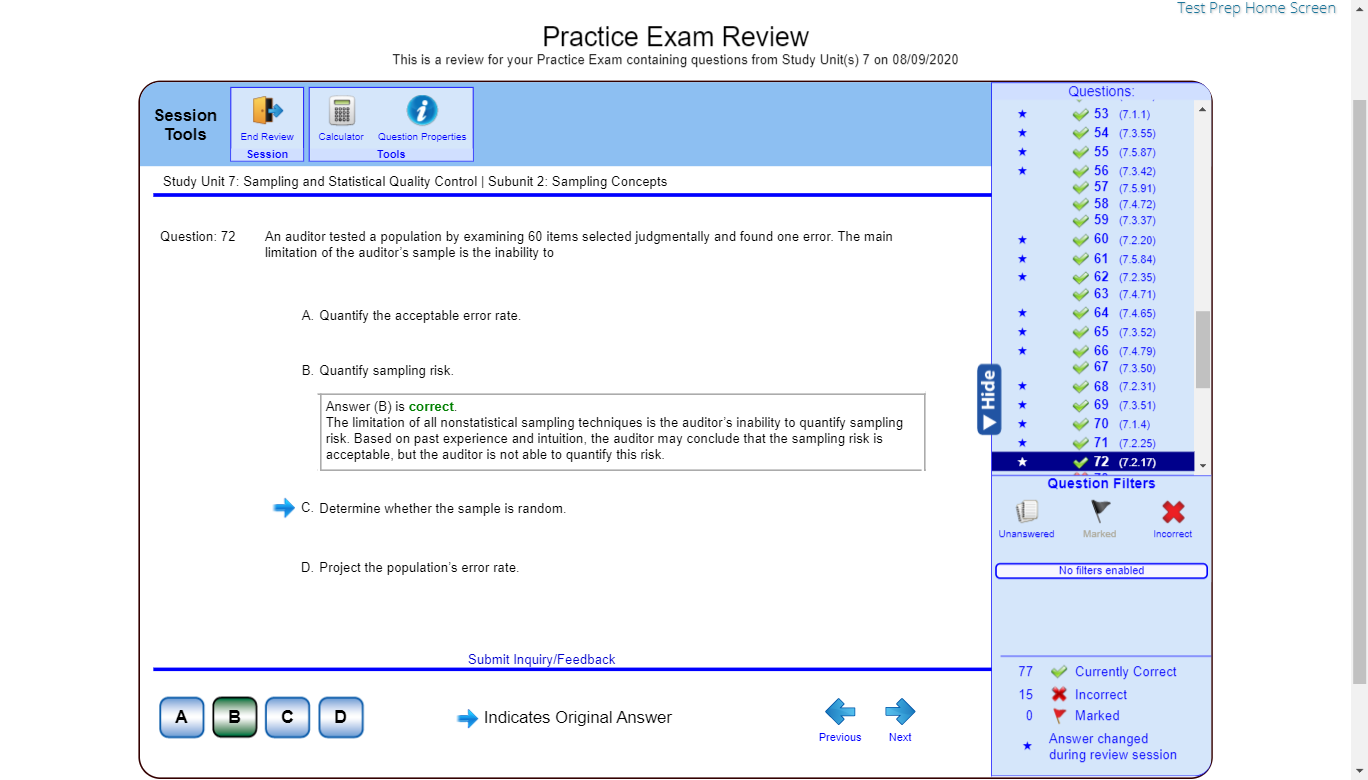 Test Prep Home Screen
Practice Exam Review
This is a review for your Practice Exam containing questions from Study Unit(s) 7 on 08/09/2020
Session
Tools
End Review
Session
Calculator
Question Properties
Tools
Study Unit 7: Sampling and Statistical Quality Control | Subunit 2: Sampling Concepts
Question: 72
An auditor tested a population by examining 60 items selected judgmentally and found one error. The main
limitation of the auditor's sample is the inability to
A. Quantify the acceptable error rate.
B. Quantify sampling risk.
Answer (B) is correct.
The limitation of all nonstatistical sampling techniques is the auditor's inability to quantify sampling
risk. Based on past experience and intuition, the auditor may conclude that the sampling risk is
acceptable, but the auditor is not able to quantify this risk.
C. Determine whether the sample is random.
D. Project the population's error rate.
Submit Inquiry/Feedback
A
B
C
D
Indicates Original Answer
Previous
Next
Hide
Questions:
53 (7.1.1)
54 (7.3.55)
55 (7.5.87)
56 (7.3.42)
57 (7.5.91)
58 (7.4.72)
59 (7.3.37)
60 (7.2.20)
61 (7.5.84)
62 (7.2.35)
63 (7.4.71)
64 (7.4.65)
65 (7.3.52)
66 (7.4.79)
67 (7.3.50)
68 (7.2.31)
69 (7.3.51)
70 (7.1.4)
71 (7.2.25)
72 (7.2.17)
Question Filters
Unanswered
Marked
Incorrect
No filters enabled
77 Currently Correct
15 Incorrect
0 Marked
Answer changed
during review session